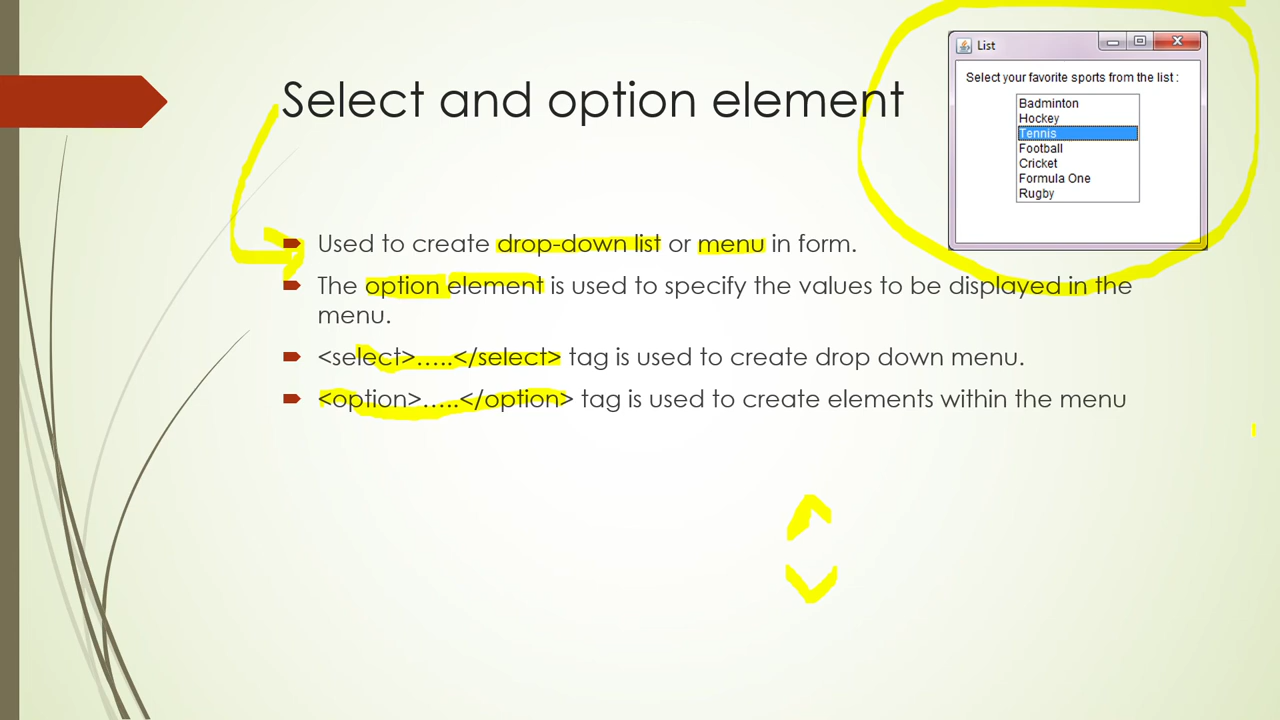 Select and option element
List
Select your favorite sports from the list :
Badminton
Hockey
Tennis
Football
Cricket
Formula One
Rugby
Used to create drop-down list or menu in form.
The option element is used to specify the values to be displayed in the
menu.
<select>.....</select> tag is used to create drop down menu.
<option>.....</option> tag is used to create elements within the menu